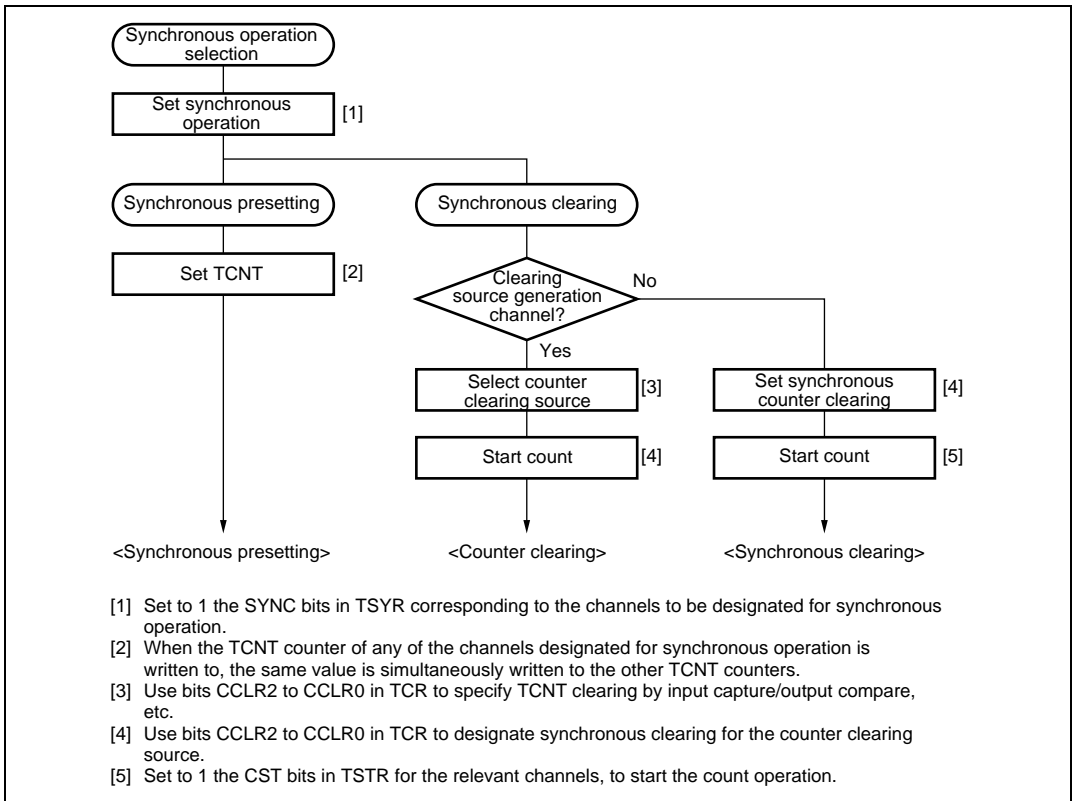 Synchronous operation
selection
Set synchronous
operation
[1]
Synchronous presetting
Synchronous clearing
Set TCNT
[2]
Clearing
source generation
channel?
No
Yes
Select counter
clearing source
[3]
Set synchronous
counter clearing
[4]
Start count
[4]
Start count
[5]
<Synchronous presetting>
<Counter clearing>
<Synchronous clearing>
[1] Set to 1 the SYNC bits in TSYR corresponding to the channels to be designated for synchronous
operation.
[2] When the TCNT counter of any of the channels designated for synchronous operation is
written to, the same value is simultaneously written to the other TCNT counters.
[3] Use bits CCLR2 to CCLR0 in TCR to specify TCNT clearing by input capture/output compare,
etc.
[4] Use bits CCLR2 to CCLR0 in TCR to designate synchronous clearing for the counter clearing
source.
[5] Set to 1 the CST bits in TSTR for the relevant channels, to start the count operation.